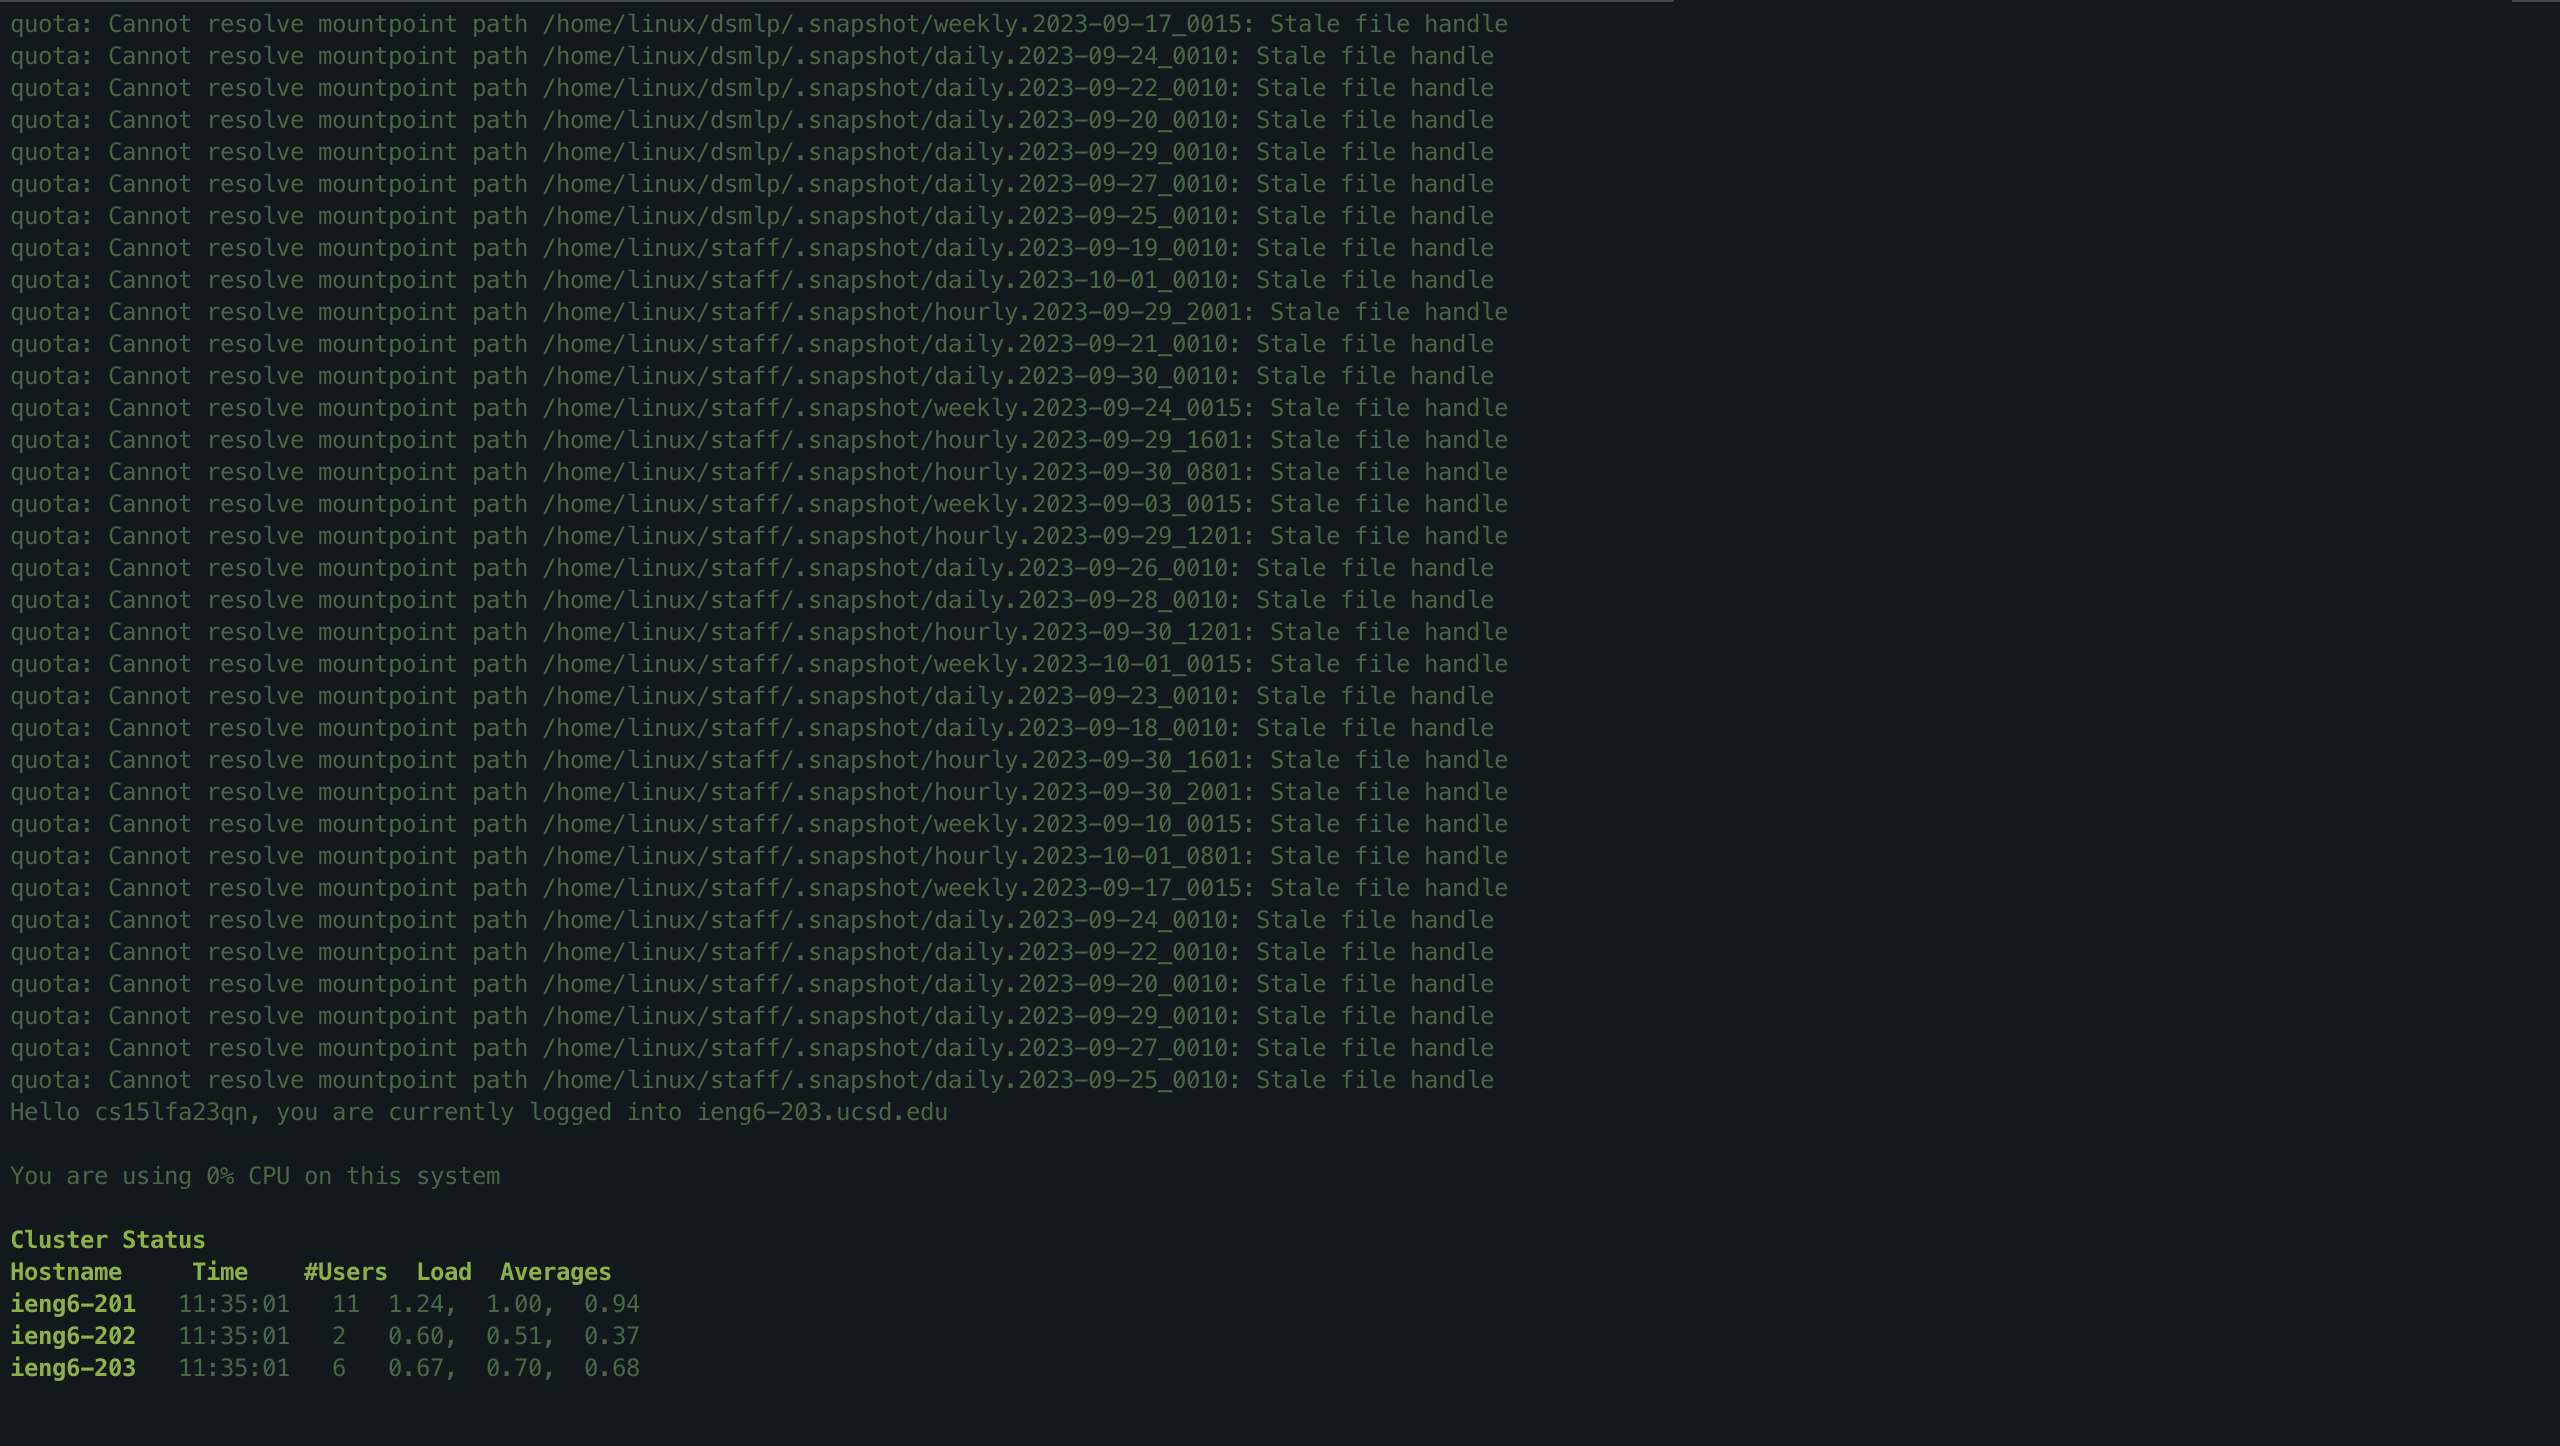 quota: Cannot resolve mountpoint path /home/linux/dsmlp/.snapshot/weekly.2023-09-17_0015: Stale file handle
quota: Cannot resolve mountpoint path /home/linux/dsmlp/.snapshot/daily.2023-09-24_0010: Stale file handle
quota: Cannot resolve mountpoint path /home/linux/dsmlp/.snapshot/daily.2023-09-22_0010: Stale file handle
quota: Cannot resolve mountpoint path /home/linux/dsmlp/.snapshot/daily.2023-09-20_0010: Stale file handle
quota: Cannot resolve mountpoint path /home/linux/dsmlp/.snapshot/daily.2023-09-29_0010: Stale file handle
quota: Cannot resolve mountpoint path /home/linux/dsmlp/.snapshot/daily.2023-09-27_0010: Stale file handle
quota: Cannot resolve mountpoint path /home/linux/dsmlp/.snapshot/daily.2023-09-25_0010: Stale file handle
quota: Cannot resolve mountpoint path /home/linux/staff/.snapshot/daily.2023-09-19_0010: Stale file handle
quota: Cannot resolve mountpoint path /home/linux/staff/.snapshot/daily.2023-10-01_0010: Stale file handle
quota: Cannot resolve mountpoint path /home/linux/staff/.snapshot/hourly.2023-09-29_2001: Stale file handle
quota: Cannot resolve mountpoint path /home/linux/staff/.snapshot/daily.2023-09-21_0010: Stale file handle
quota: Cannot resolve mountpoint path /home/linux/staff/.snapshot/daily.2023-09-30_0010: Stale file handle
quota: Cannot resolve mountpoint path /home/linux/staff/.snapshot/weekly.2023-09-24_0015: Stale file handle
quota: Cannot resolve mountpoint path /home/linux/staff/.snapshot/hourly.2023-09-29_1601: Stale file handle
quota: Cannot resolve mountpoint path /home/linux/staff/.snapshot/hourly.2023-09-30_0801: Stale file handle
quota: Cannot resolve mountpoint path /home/linux/staff/.snapshot/weekly.2023-09-03_0015: Stale file handle
quota: Cannot resolve mountpoint path /home/linux/staff/.snapshot/hourly.2023-09-29_1201: Stale file handle
quota: Cannot resolve mountpoint path /home/linux/staff/.snapshot/daily.2023-09-26_0010: Stale file handle
quota: Cannot resolve mountpoint path /home/linux/staff/.snapshot/daily.2023-09-28_0010: Stale file handle
quota: Cannot resolve mountpoint path /home/linux/staff/.snapshot/hourly.2023-09-30_1201: Stale file handle
quota: Cannot resolve mountpoint path /home/linux/staff/.snapshot/weekly.2023-10-01_0015: Stale file handle
quota: Cannot resolve mountpoint path /home/linux/staff/.snapshot/daily.2023-09-23_0010: Stale file handle
quota: Cannot resolve mountpoint path /home/linux/staff/.snapshot/daily.2023-09-18_0010: Stale file handle
quota: Cannot resolve mountpoint path /home/linux/staff/.snapshot/hourly.2023-09-30_1601: Stale file handle
quota: Cannot resolve mountpoint path /home/linux/staff/.snapshot/hourly.2023-09-30_2001: Stale file handle
quota: Cannot resolve mountpoint path /home/linux/staff/.snapshot/weekly.2023-09-10_0015: Stale file handle
quota: Cannot resolve mountpoint path /home/linux/staff/.snapshot/hourly.2023-10-01_0801: Stale file handle
quota: Cannot resolve mountpoint path /home/linux/staff/.snapshot/weekly.2023-09-17_0015: Stale file handle
quota: Cannot resolve mountpoint path /home/linux/staff/.snapshot/daily.2023-09-24_0010: Stale file handle
quota: Cannot resolve mountpoint path /home/linux/staff/.snapshot/daily.2023-09-22_0010: Stale file handle
quota: Cannot resolve mountpoint path /home/linux/staff/.snapshot/daily.2023-09-20_0010: Stale file handle
quota: Cannot resolve mountpoint path /home/linux/staff/.snapshot/daily.2023-09-29_0010: Stale file handle
quota: Cannot resolve mountpoint path /home/linux/staff/.snapshot/daily.2023-09-27_0010: Stale file handle
quota: Cannot resolve mountpoint path /home/linux/staff/.snapshot/daily.2023-09-25_0010: Stale file handle
Hello cs15lfa23qn, you are currently logged into ieng6-203.ucsd.edu
You are using 0% CPU on this system
Cluster Status
Hostname     Time    #Users  Load  Averages
ieng6-201   11:35:01   11  1.24,  1.00,  0.94
ieng6-202   11:35:01   2   0.60,  0.51,  0.37
ieng6-203   11:35:01   6   0.67,  0.70,  0.68